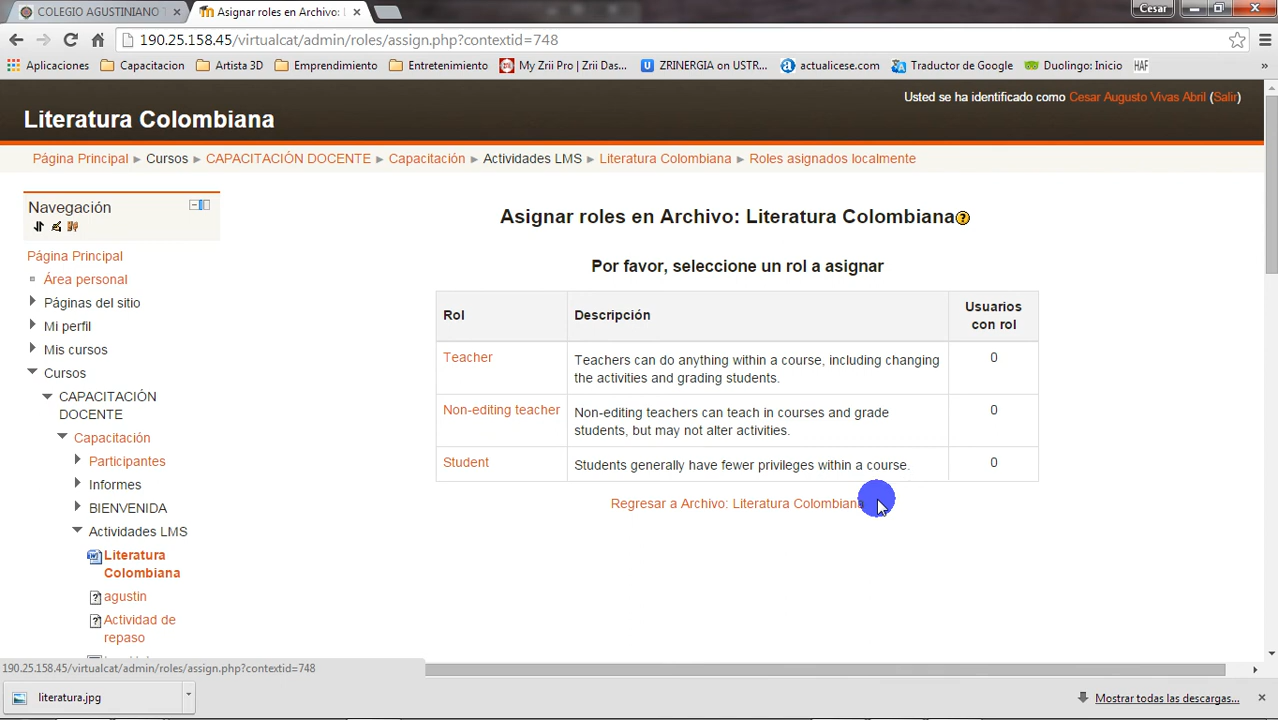 COLEGIO AGUSTINIANO T
Asignar roles en Archivo: L
Cesar
190.25.158.45/virtualcat/admin/roles/assign.php?contextid=748
Aplicaciones Capacitacion Artista 3D Emprendimiento Entretenimiento My Zrii Pro | Zrii Das... ZRINERGIA on USTR... actualicese.com Traductor de Google Duolingo: Inicio HAF »
Usted se ha identificado como Cesar Augusto Vivas Abril (Salir)
Literatura Colombiana
Página Principal ► Cursos ► CAPACITACIÓN DOCENTE ► Capacitación ► Actividades LMS ► Literatura Colombiana ► Roles asignados localmente
Navegación
Página Principal
Área personal
Páginas del sitio
Mi perfil
Mis cursos
Cursos
CAPACITACIÓN
DOCENTE
Capacitación
Participantes
Informes
BIENVENIDA
Actividades LMS
Literatura
Colombiana
agustin
Actividad de
repaso
Asignar roles en Archivo: Literatura Colombiana
Por favor, seleccione un rol a asignar
Rol Descripción Usuarios
con rol
Teacher Teachers can do anything within a course, including changing
the activities and grading students. 0
Non-editing teacher Non-editing teachers can teach in courses and grade
students, but may not alter activities. 0
Student Students generally have fewer privileges within a course. 0
Regresar a Archivo: Literatura Colombiana
190.25.158.45/virtualcat/admin/roles/assign.php?contextid=748
literatura.jpg
Mostrar todas las descargas...